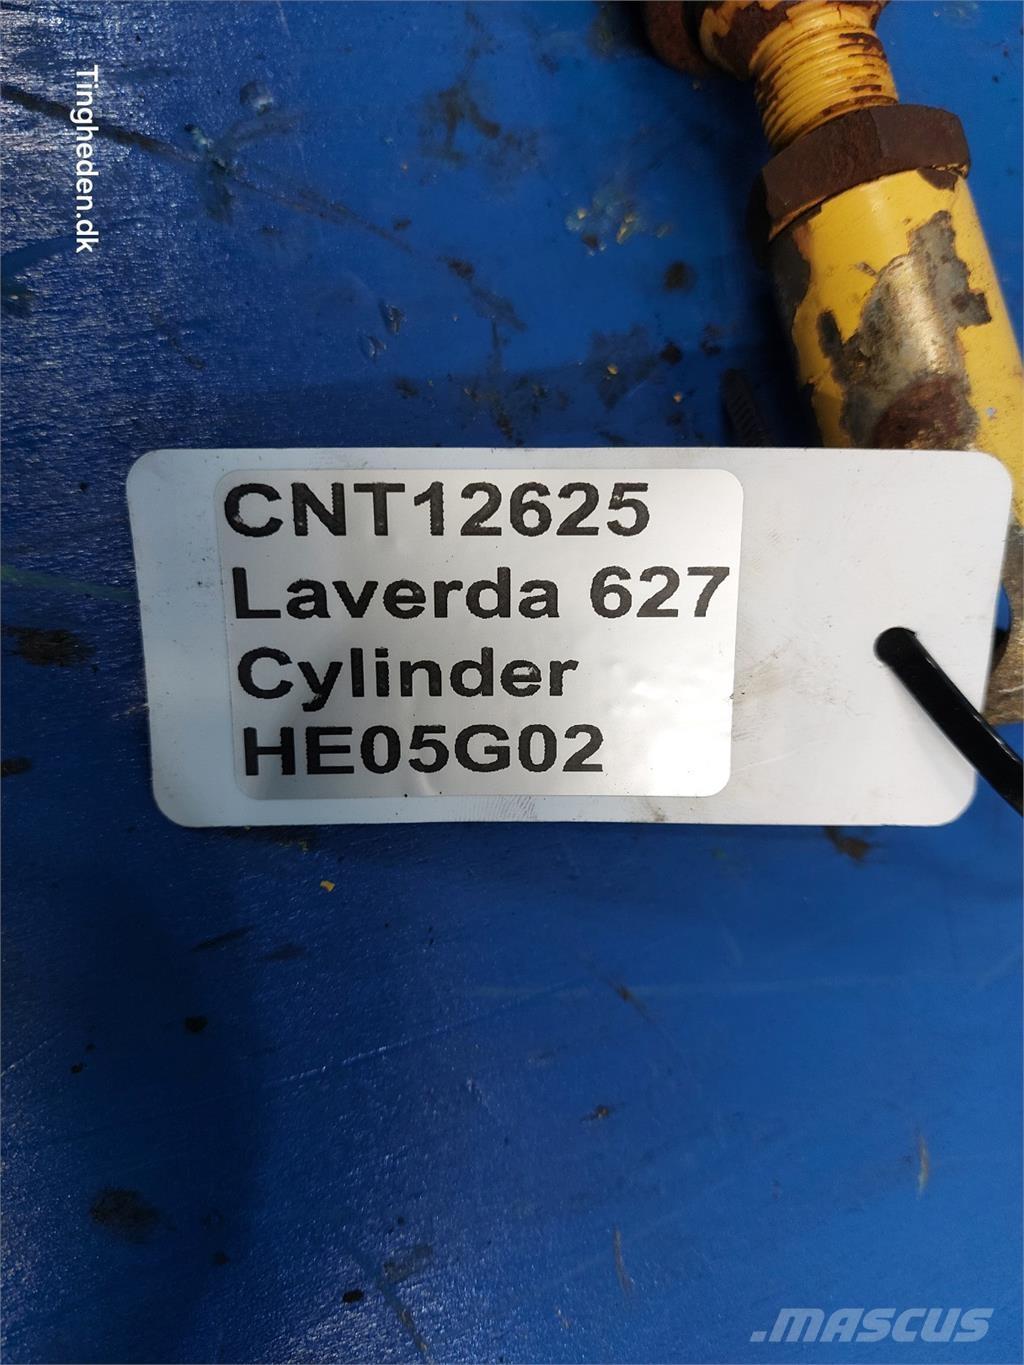 Tingheden.dk
CNT12625
Laverda 627
Cylinder
HE05G02
.MASCUS